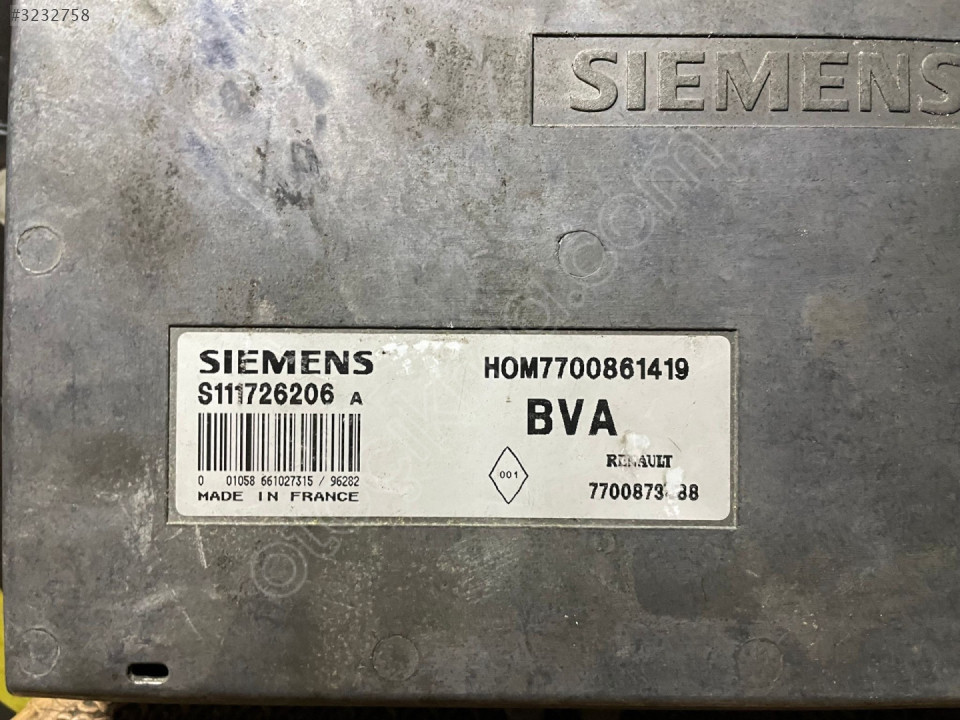 #3232758
SIEMENS
SIEMENS
S111726206 A
HOM7700861419
BVA
001
RENAULT
0 01058 661027315 / 96282
MADE IN FRANCE